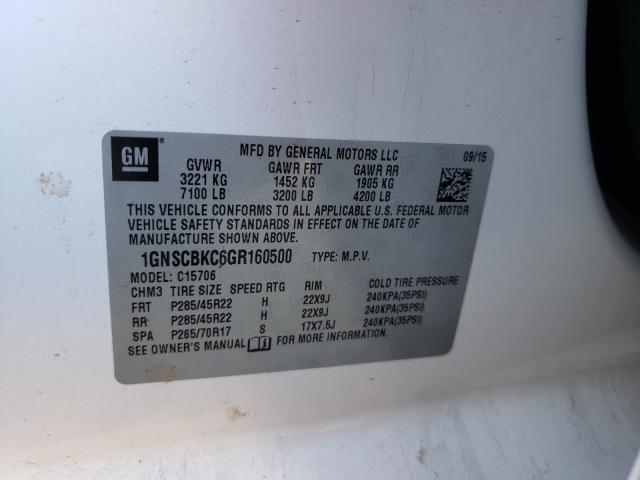 GM
MFD BY GENERAL MOTORS LLC 09/15
GVWR GAWR FRT GAWR RR
3221 KG 1452 KG 1905 KG
7100 LB 3200 LB 4200 LB
THIS VEHICLE CONFORMS TO ALL APPLICABLE U.S. FEDERAL MOTOR
VEHICLE SAFETY STANDARDS IN EFFECT ON THE DATE OF
MANUFACTURE SHOWN ABOVE.
1GNSCBKC6GR160500 TYPE: M.P.V.
MODEL: C15706
CHM3 TIRE SIZE SPEED RTG RIM COLD TIRE PRESSURE
FRT P285/45R22 H 22X9J 240KPA(35PSI)
RR P285/45R22 H 22X9J 240KPA(35PSI)
SPA P265/70R17 S 17X7.5J 240KPA(35PSI)
SEE OWNER'S MANUAL FOR MORE INFORMATION.